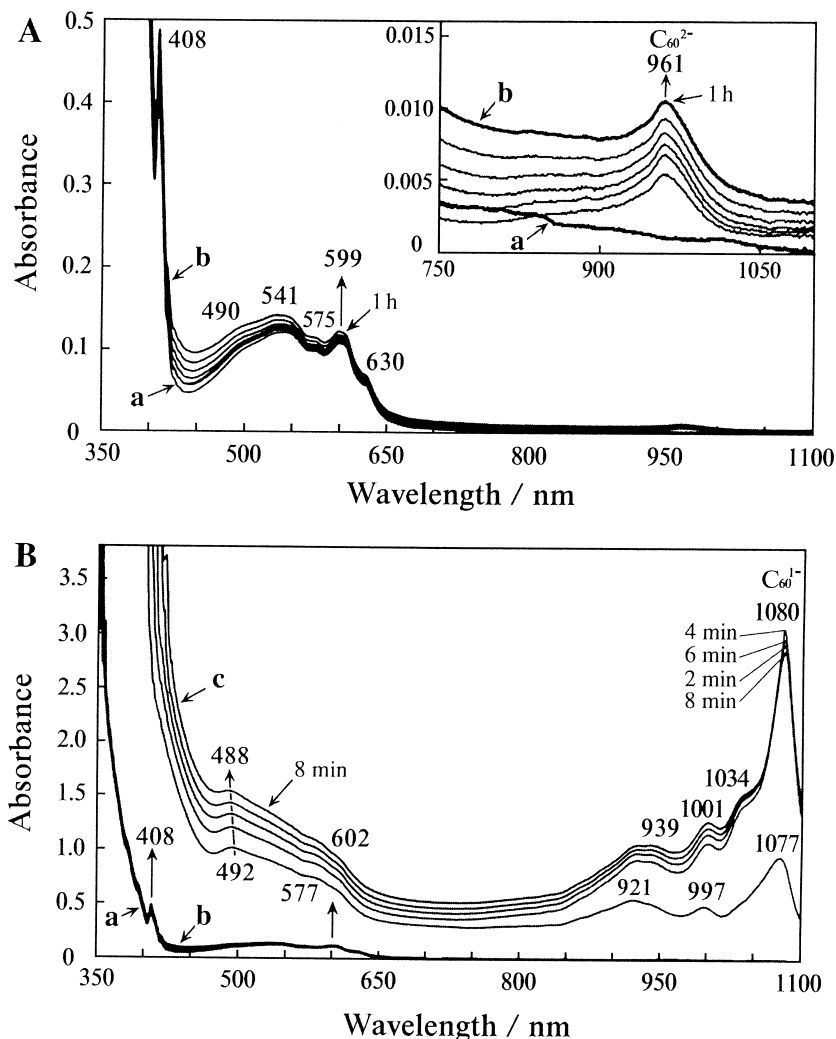 A
0.5
0.4
0.3
0.2
0.1
0
Absorbance
408
b
a
490
541
575
599
1 h
630
350
500
650
800
950
1100
Wavelength / nm
0.015
0.010
0.005
0
C₆₀²⁻
961
1 h
b
a
750
900
1050
B
3.5
3.0
2.5
2.0
1.5
1.0
0.5
0
Absorbance
C₆₀¹⁻
1080
4 min
6 min
2 min
8 min
c
488
8 min
408
492
577
602
a
b
939
1001
1034
1077
921
997
350
500
650
800
950
1100
Wavelength / nm